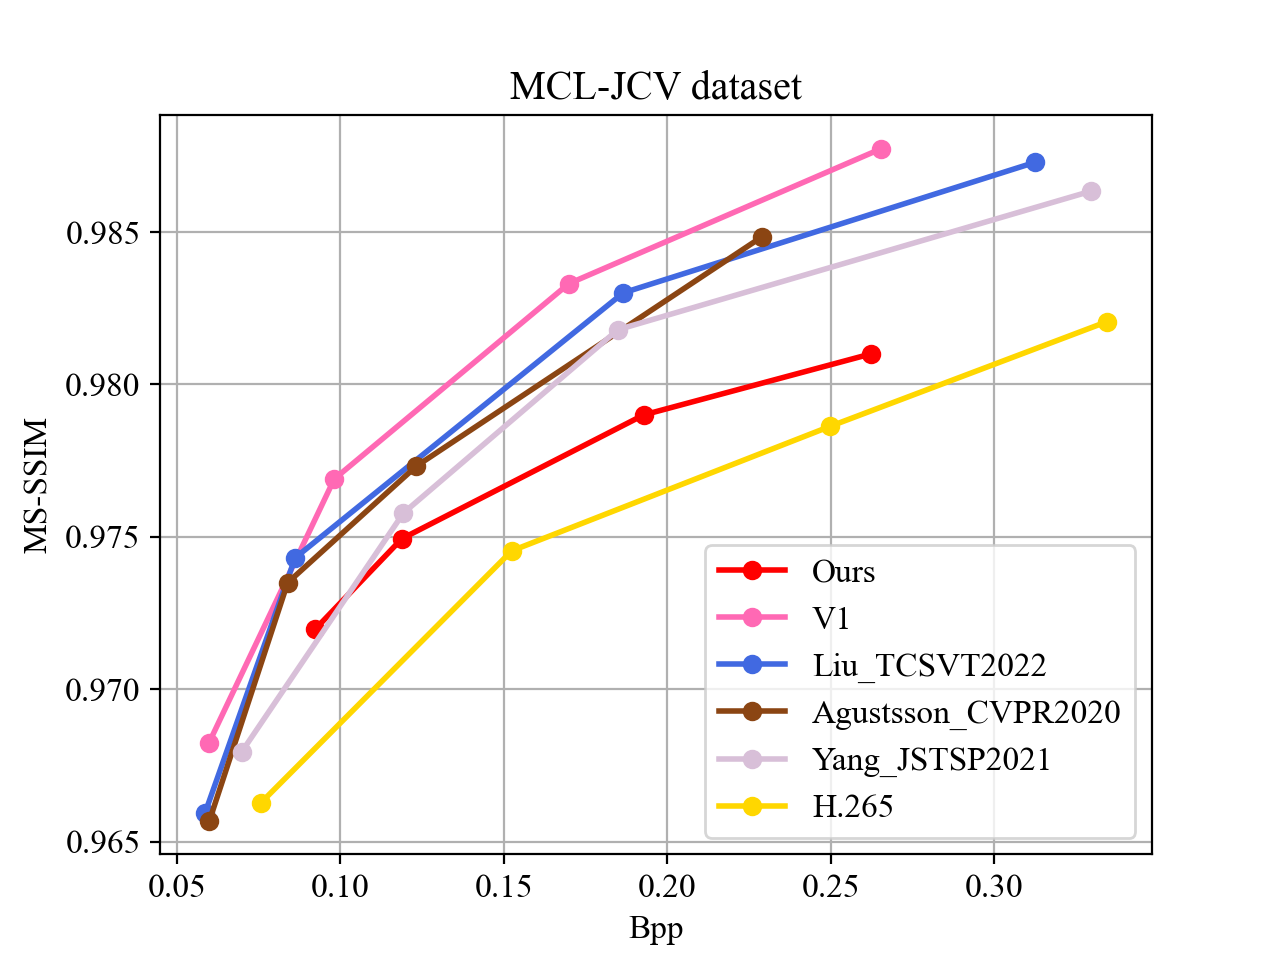 MCL-JCV dataset
MS-SSIM
0.985
0.980
0.975
0.970
0.965
0.05 0.10 0.15 0.20 0.25 0.30
Bpp
Ours
V1
Liu_TCSVT2022
Agustsson_CVPR2020
Yang_JSTSP2021
H.265